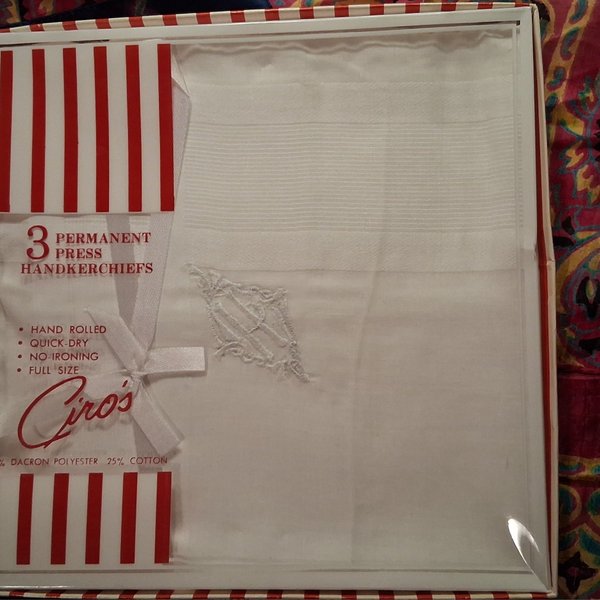 3 PERMANENT
PRESS
HANDKERCHIEFS
• HAND ROLLED
• QUICK-DRY
• NO IRONING
• FULL SIZE
Ciro's
% DACRON POLYESTER 25% COTTON